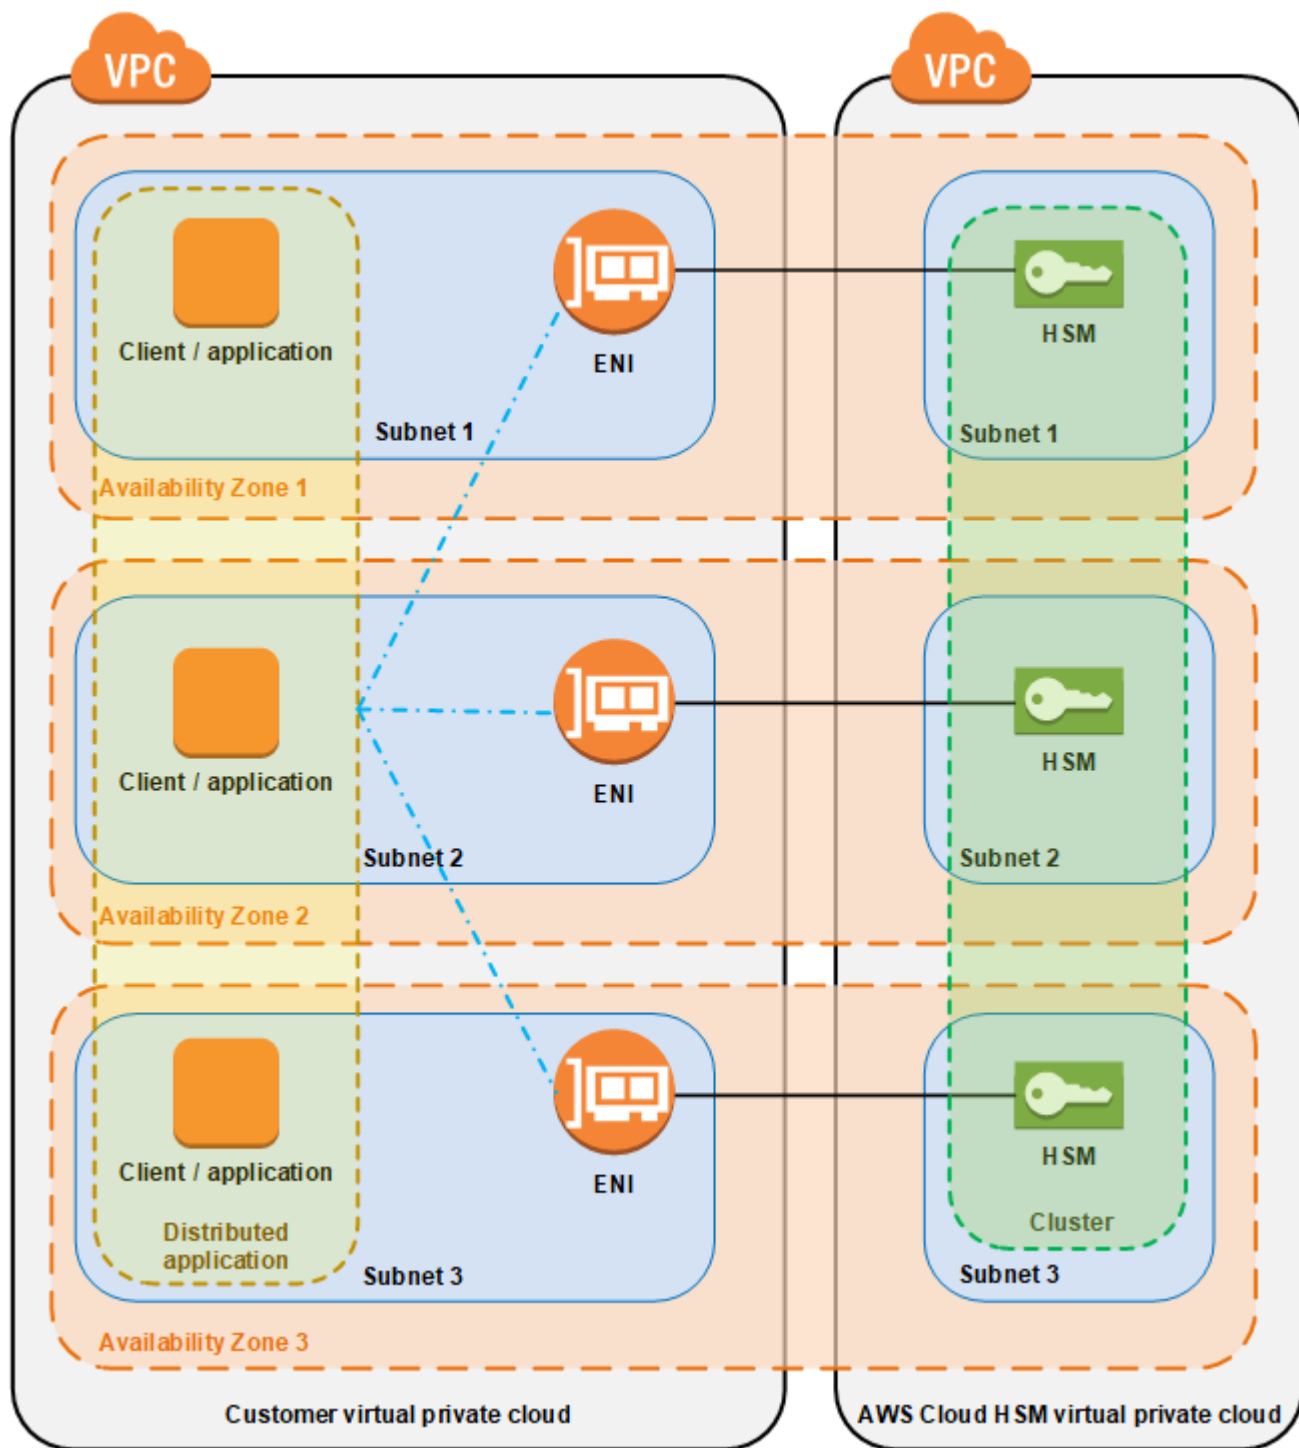 VPC
VPC
Client / application
ENI
HSM
Subnet 1
Subnet 1
Availability Zone 1
Client / application
ENI
HSM
Subnet 2
Subnet 2
Availability Zone 2
Client / application
ENI
HSM
Distributed
application
Cluster
Subnet 3
Subnet 3
Availability Zone 3
Customer virtual private cloud
AWS Cloud HSM virtual private cloud